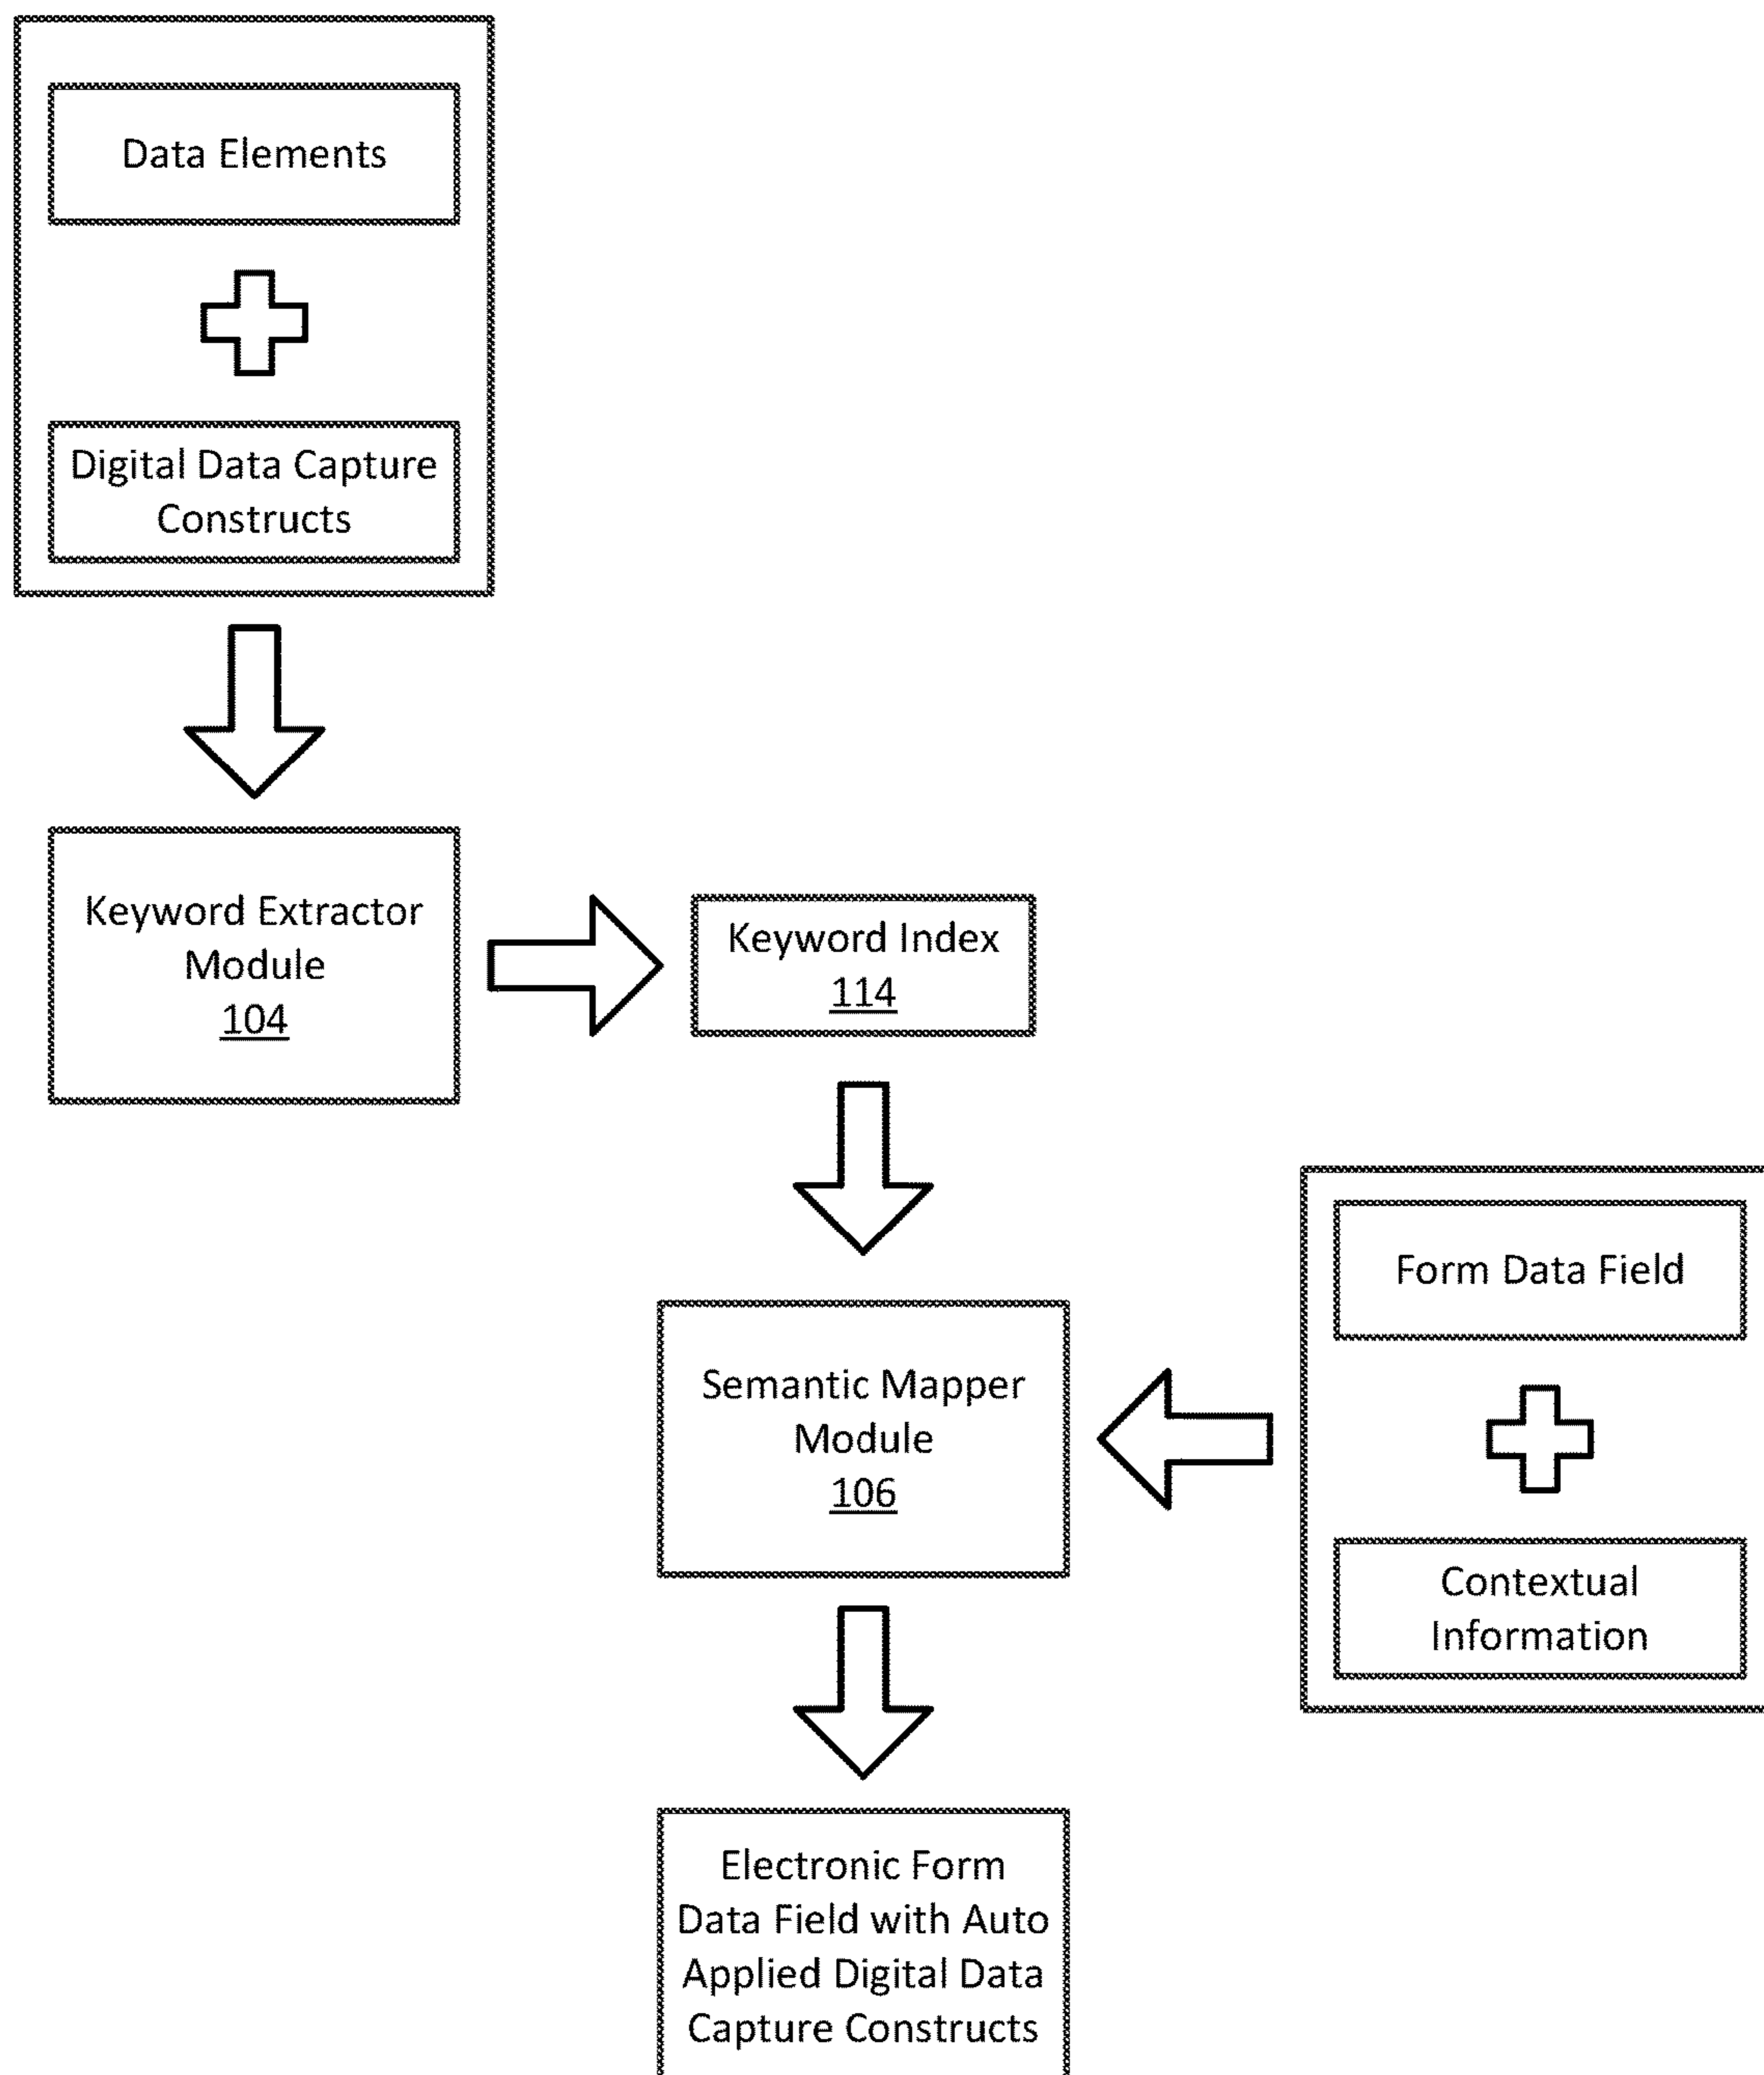 Data Elements
Digital Data Capture
Constructs
Keyword Extractor
Module
104
Keyword Index
114
Form Data Field
Semantic Mapper
Module
106
Contextual
Information
Electronic Form
Data Field with Auto
Applied Digital Data
Capture Constructs